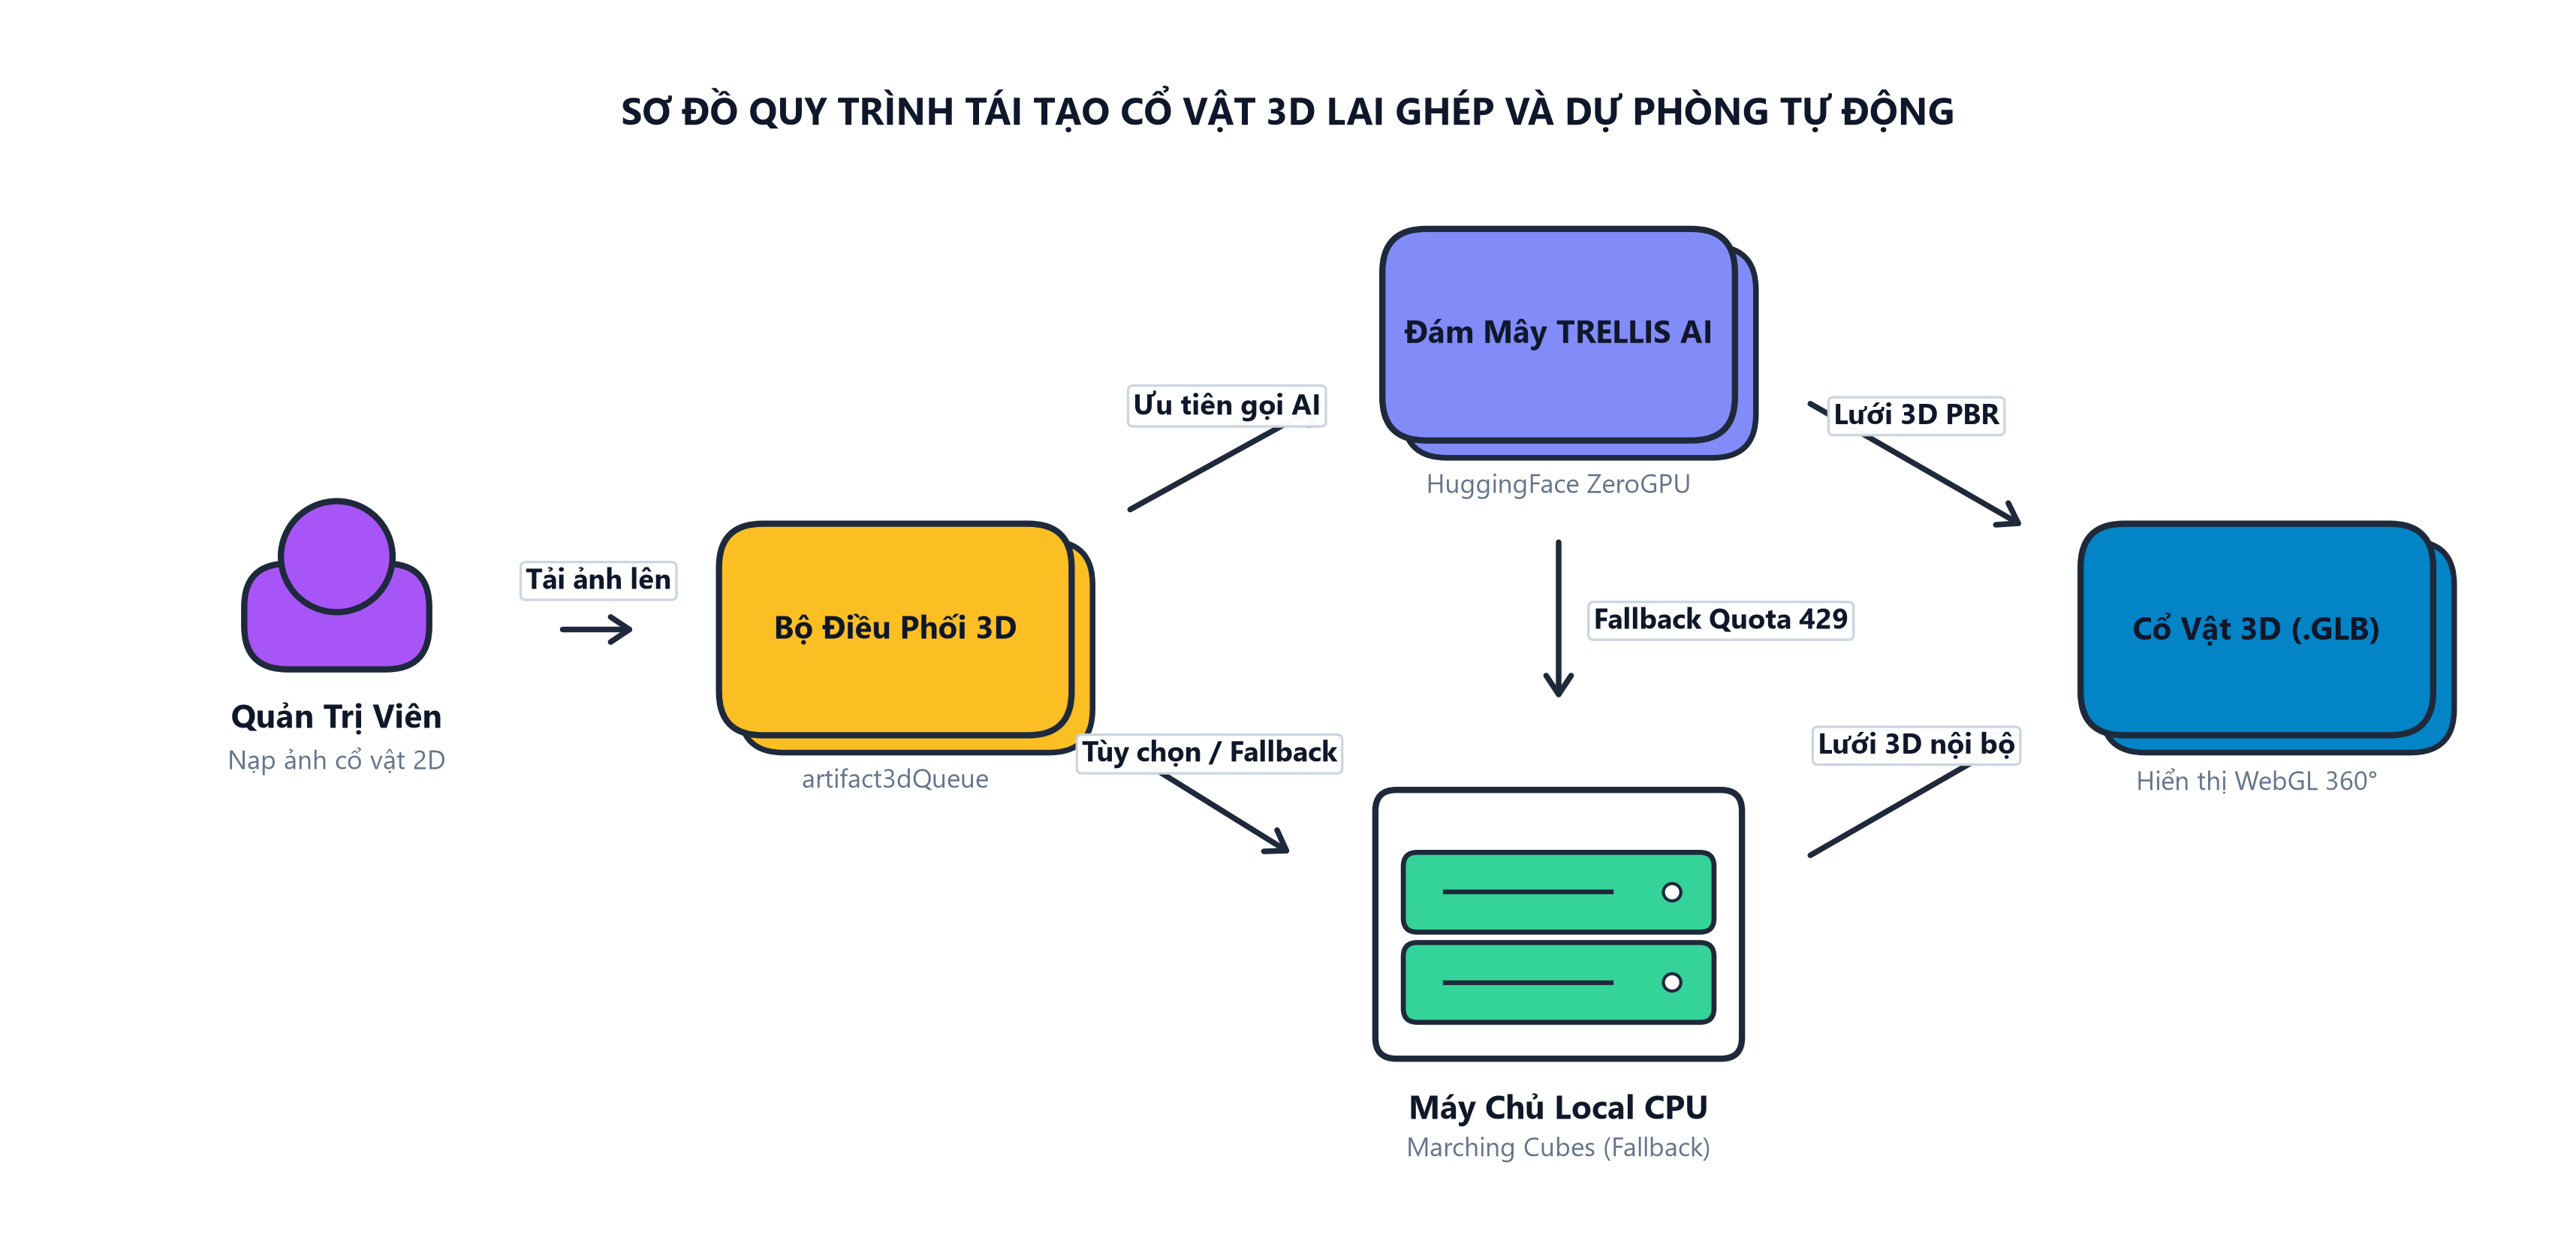 SƠ ĐỒ QUY TRÌNH TÁI TẠO CỔ VẬT 3D LAI GHÉP VÀ DỰ PHÒNG TỰ ĐỘNG
Đám Mây TRELLIS AI
HuggingFace ZeroGPU
Ưu tiên gọi AI
Lưới 3D PBR
Tải ảnh lên
Quản Trị Viên
Nạp ảnh cổ vật 2D
Bộ Điều Phối 3D
artifact3dQueue
Fallback Quota 429
Cổ Vật 3D (.GLB)
Hiển thị WebGL 360°
Tùy chọn / Fallback
Lưới 3D nội bộ
Máy Chủ Local CPU
Marching Cubes (Fallback)